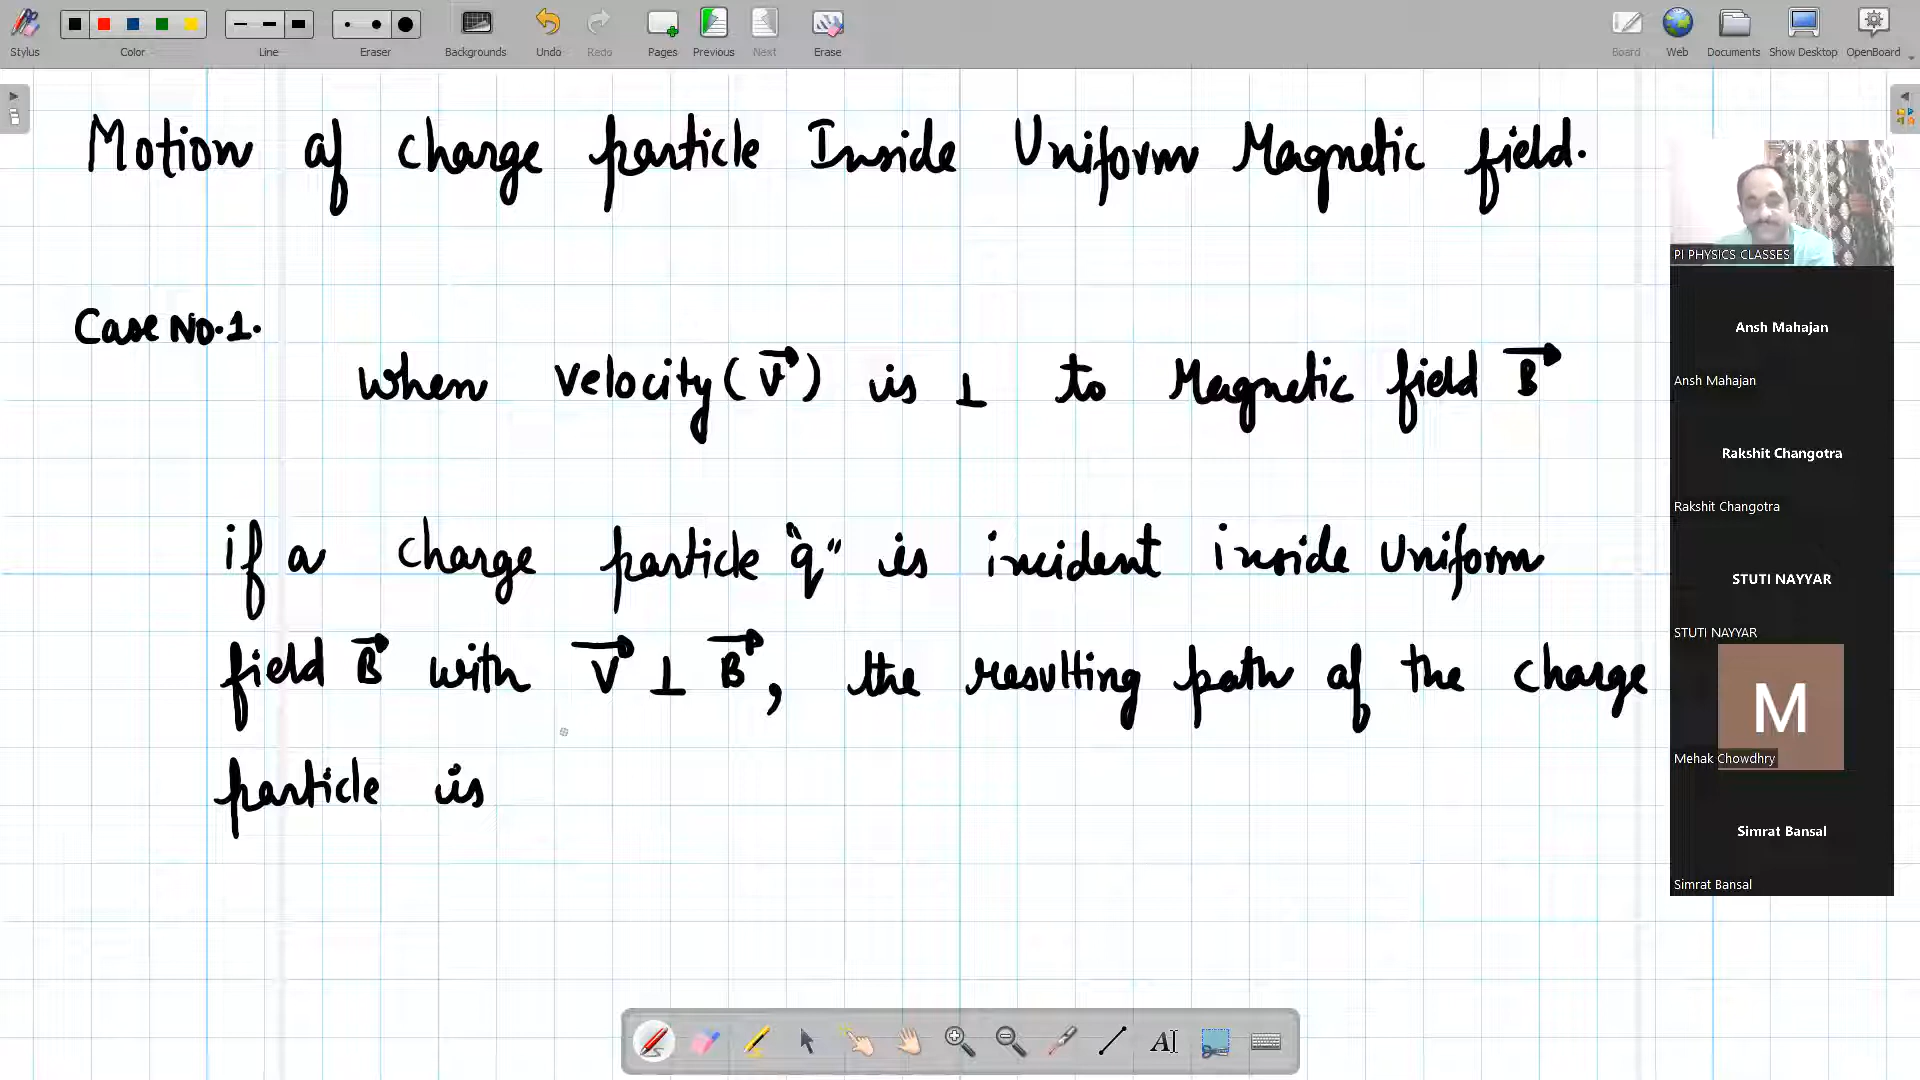 Stylus
Color
Line
Eraser
Backgrounds
Undo
Redo
Pages
Previous
Next
Erase
Board
Web
Documents
Show Desktop
OpenBoard
Motion of charge particle Inside Uniform Magnetic field.
Case No.1.
When velocity (V) is ⊥ to Magnetic field B
if a charge particle "q" is incident inside Uniform
field B with V ⊥ B, the resulting path of the charge
particle is
PI PHYSICS CLASSES
Ansh Mahajan
Ansh Mahajan
Rakshit Changotra
Rakshit Changotra
STUTI NAYYAR
STUTI NAYYAR
M
Mehak Chowdhry
Simrat Bansal
Simrat Bansal
AI